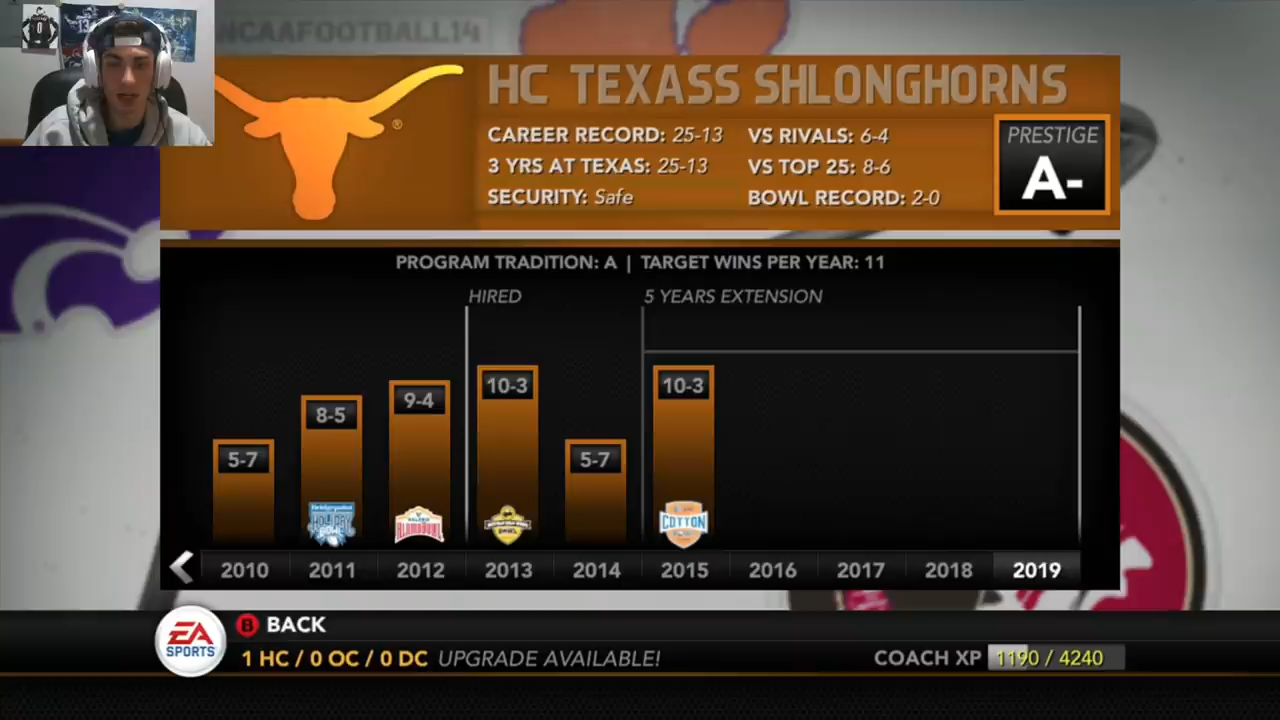 NCAAFOOTBALL14
HC TEXASS SHLONGHORNS
CAREER RECORD: 25-13
VS RIVALS: 6-4
3 YRS AT TEXAS: 25-13
VS TOP 25: 8-6
SECURITY: Safe
BOWL RECORD: 2-0
PRESTIGE
A-
PROGRAM TRADITION: A | TARGET WINS PER YEAR: 11
HIRED
5 YEARS EXTENSION
5-7
8-5
9-4
10-3
5-7
10-3
ALAMO BOWL
COTTON
2010 2011 2012 2013 2014 2015 2016 2017 2018 2019
EA
SPORTS
B BACK
1 HC / 0 OC / 0 DC UPGRADE AVAILABLE!
COACH XP 1190 / 4240